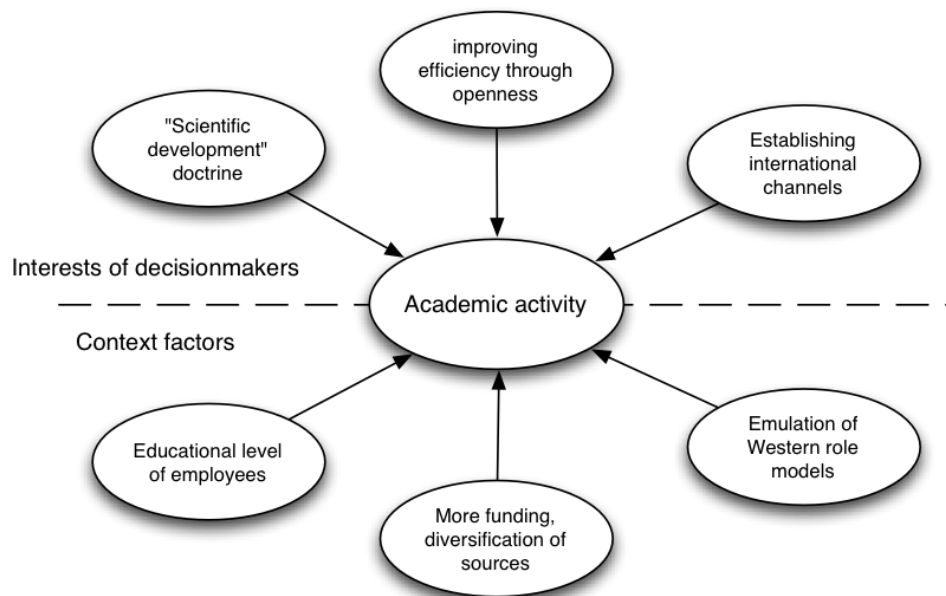 improving
efficiency through
openness
"Scientific
development"
doctrine
Establishing
international
channels
Interests of decisionmakers
Academic activity
Context factors
Educational level
of employees
Emulation of
Western role
models
More funding,
diversification of
sources